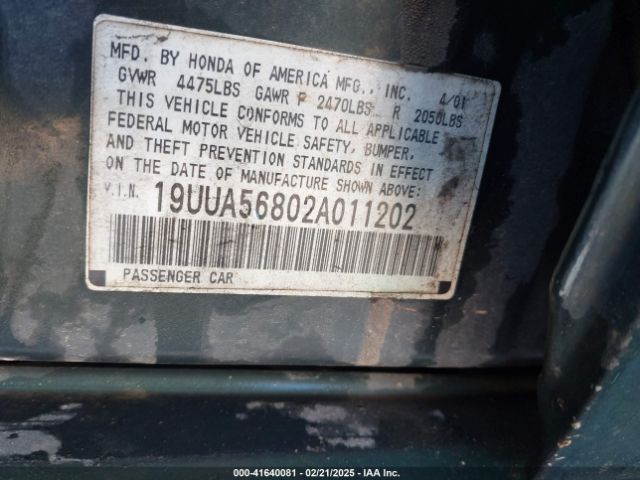 MFD. BY HONDA OF AMERICA MFG., INC. 4/01
GVWR 4475LBS GAWR F 2470LBS R 2050LBS
THIS VEHICLE CONFORMS TO ALL APPLICABLE
FEDERAL MOTOR VEHICLE SAFETY, BUMPER,
AND THEFT PREVENTION STANDARDS IN EFFECT
ON THE DATE OF MANUFACTURE SHOWN ABOVE:
V.I.N. 19UUA56802A011202
PASSENGER CAR
000-41640081 - 02/21/2025 - IAA Inc.